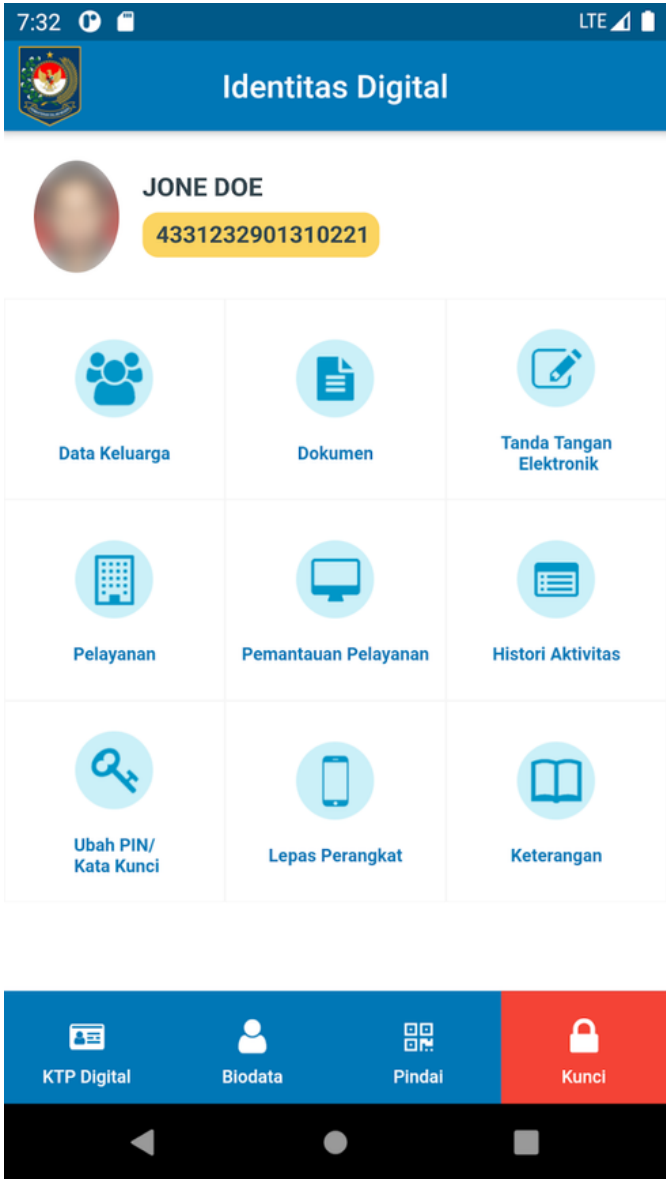 7:32
LTE
Identitas Digital
JONE DOE
4331232901310221
Data Keluarga
Dokumen
Tanda Tangan
Elektronik
Pelayanan
Pemantauan Pelayanan
Histori Aktivitas
Ubah PIN/
Kata Kunci
Lepas Perangkat
Keterangan
KTP Digital
Biodata
Pindai
Kunci